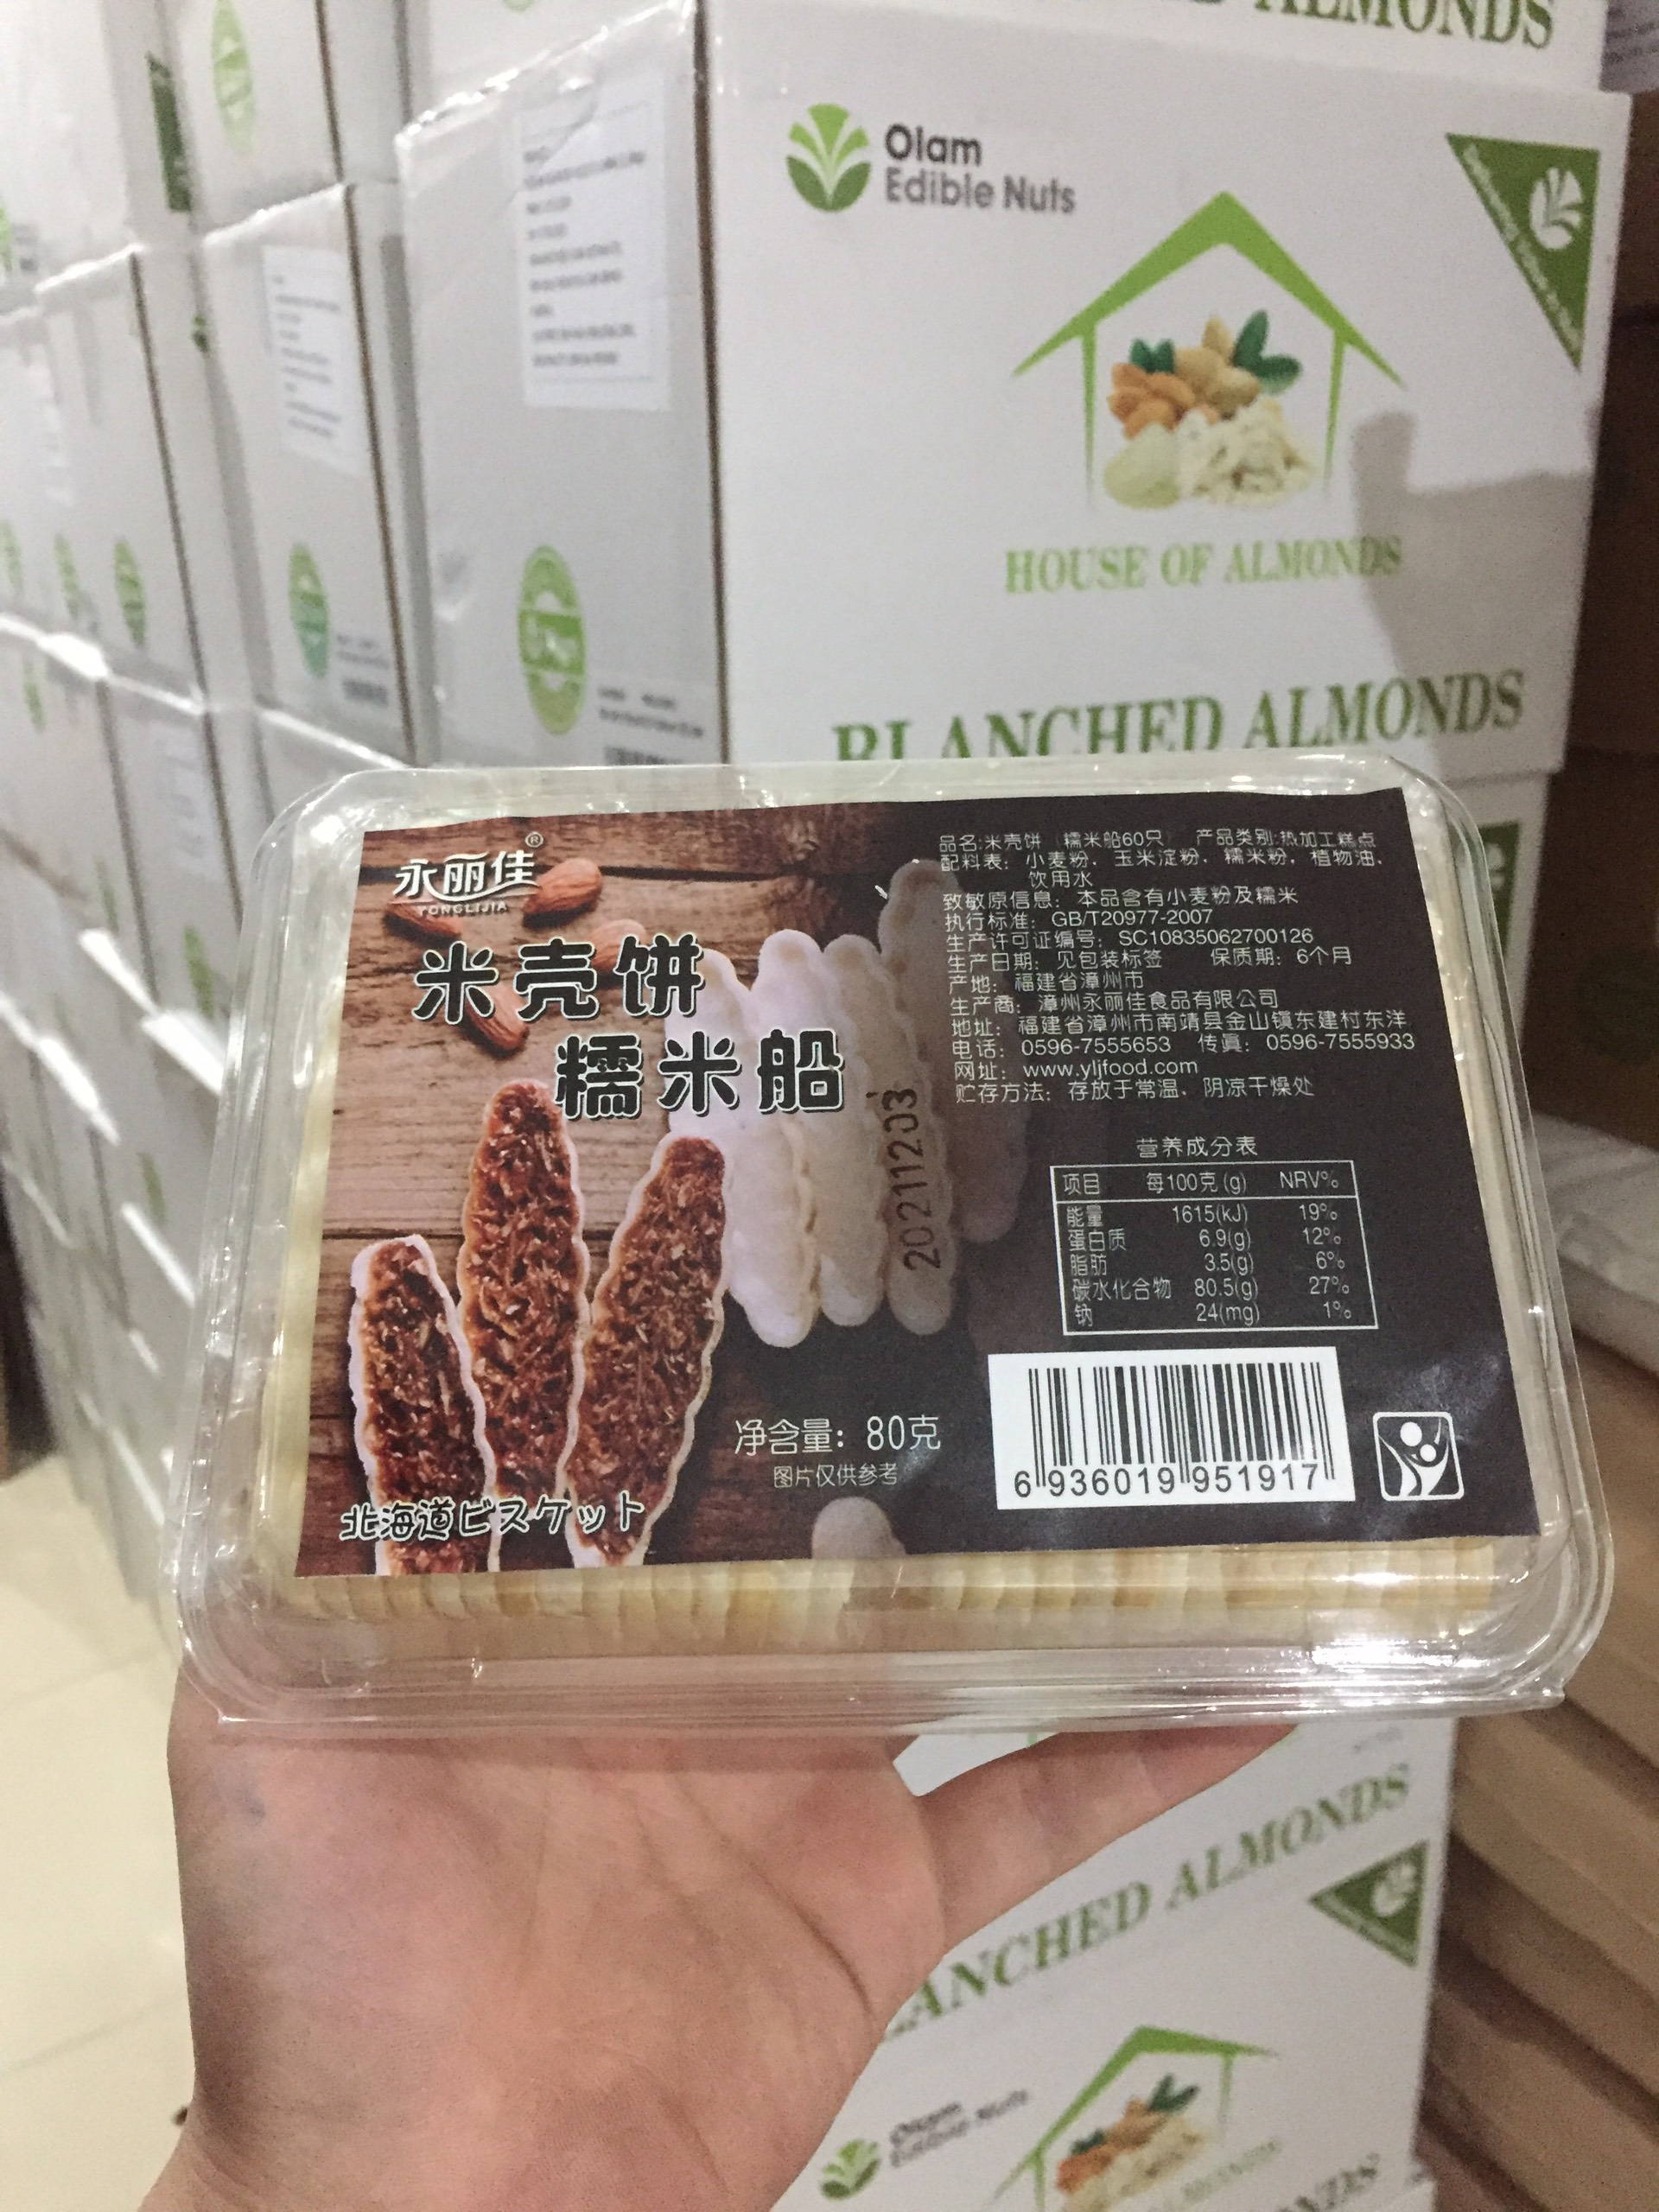 ALMONDS
Olam
Edible Nuts
HOUSE OF ALMONDS
BLANCHED ALMONDS
永丽佳®
YONGLIJIA
米壳饼
糯米船
品名:米壳饼（糯米船60只） 产品类别:热加工糕点
配料表：小麦粉、玉米淀粉、糯米粉、植物油、
饮用水
致敏原信息：本品含有小麦粉及糯米
执行标准：GB/T20977-2007
生产许可证编号：SC10835062700126
生产日期：见包装标签 保质期：6个月
产地：福建省漳州市
生产商：漳州永丽佳食品有限公司
地址：福建省漳州市南靖县金山镇东建村东洋
电话：0596-7555653 传真：0596-7555933
网址：www.yljfood.com
贮存方法：存放于常温、阴凉干燥处
20211203
营养成分表
项目 每100克(g) NRV%
能量 1615(kJ) 19%
蛋白质 6.9(g) 12%
脂肪 3.5(g) 6%
碳水化合物 80.5(g) 27%
钠 24(mg) 1%
净含量：80克
图片仅供参考
北海道ビスケット
6 936019 951917
BLANCHED ALMONDS
Olam
Edible Nuts